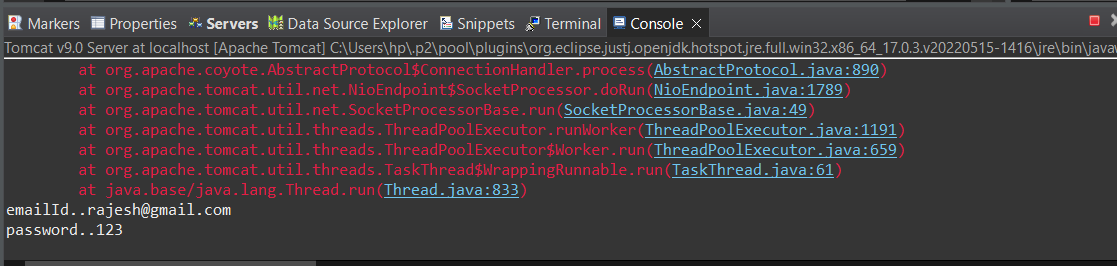 Markers Properties Servers Data Source Explorer Snippets Terminal Console
Tomcat v9.0 Server at localhost [Apache Tomcat] C:\Users\hp\.p2\pool\plugins\org.eclipse.justj.openjdk.hotspot.jre.full.win32.x86_64_17.0.3.v20220515-1416\jre\bin\javaw
at org.apache.coyote.AbstractProtocol$ConnectionHandler.process(AbstractProtocol.java:890)
at org.apache.tomcat.util.net.NioEndpoint$SocketProcessor.doRun(NioEndpoint.java:1789)
at org.apache.tomcat.util.net.SocketProcessorBase.run(SocketProcessorBase.java:49)
at org.apache.tomcat.util.threads.ThreadPoolExecutor.runWorker(ThreadPoolExecutor.java:1191)
at org.apache.tomcat.util.threads.ThreadPoolExecutor$Worker.run(ThreadPoolExecutor.java:659)
at org.apache.tomcat.util.threads.TaskThread$WrappingRunnable.run(TaskThread.java:61)
at java.base/java.lang.Thread.run(Thread.java:833)
emailId..rajesh@gmail.com
password..123